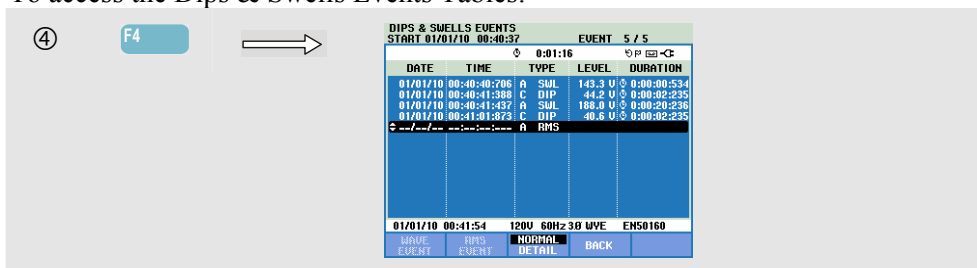 To access the Dips & Swells Events Tables:
④ F4
DIPS & SWELLS EVENTS
START 01/01/10 00:40:37 EVENT 5 / 5
0:01:16
DATE TIME TYPE LEVEL DURATION
01/01/10 00:40:40:706 A SWL 143.3 V 0:00:00:534
01/01/10 00:40:41:388 C DIP 44.2 V 0:00:02:235
01/01/10 00:40:41:437 A SWL 188.0 V 0:00:20:236
01/01/10 00:41:01:873 C DIP 40.6 V 0:00:02:235
--/--/-- --:--:--:--- A RMS
01/01/10 00:41:54 120V 60Hz 3Ø WYE EN50160
WAVE EVENT RMS EVENT NORMAL DETAIL BACK